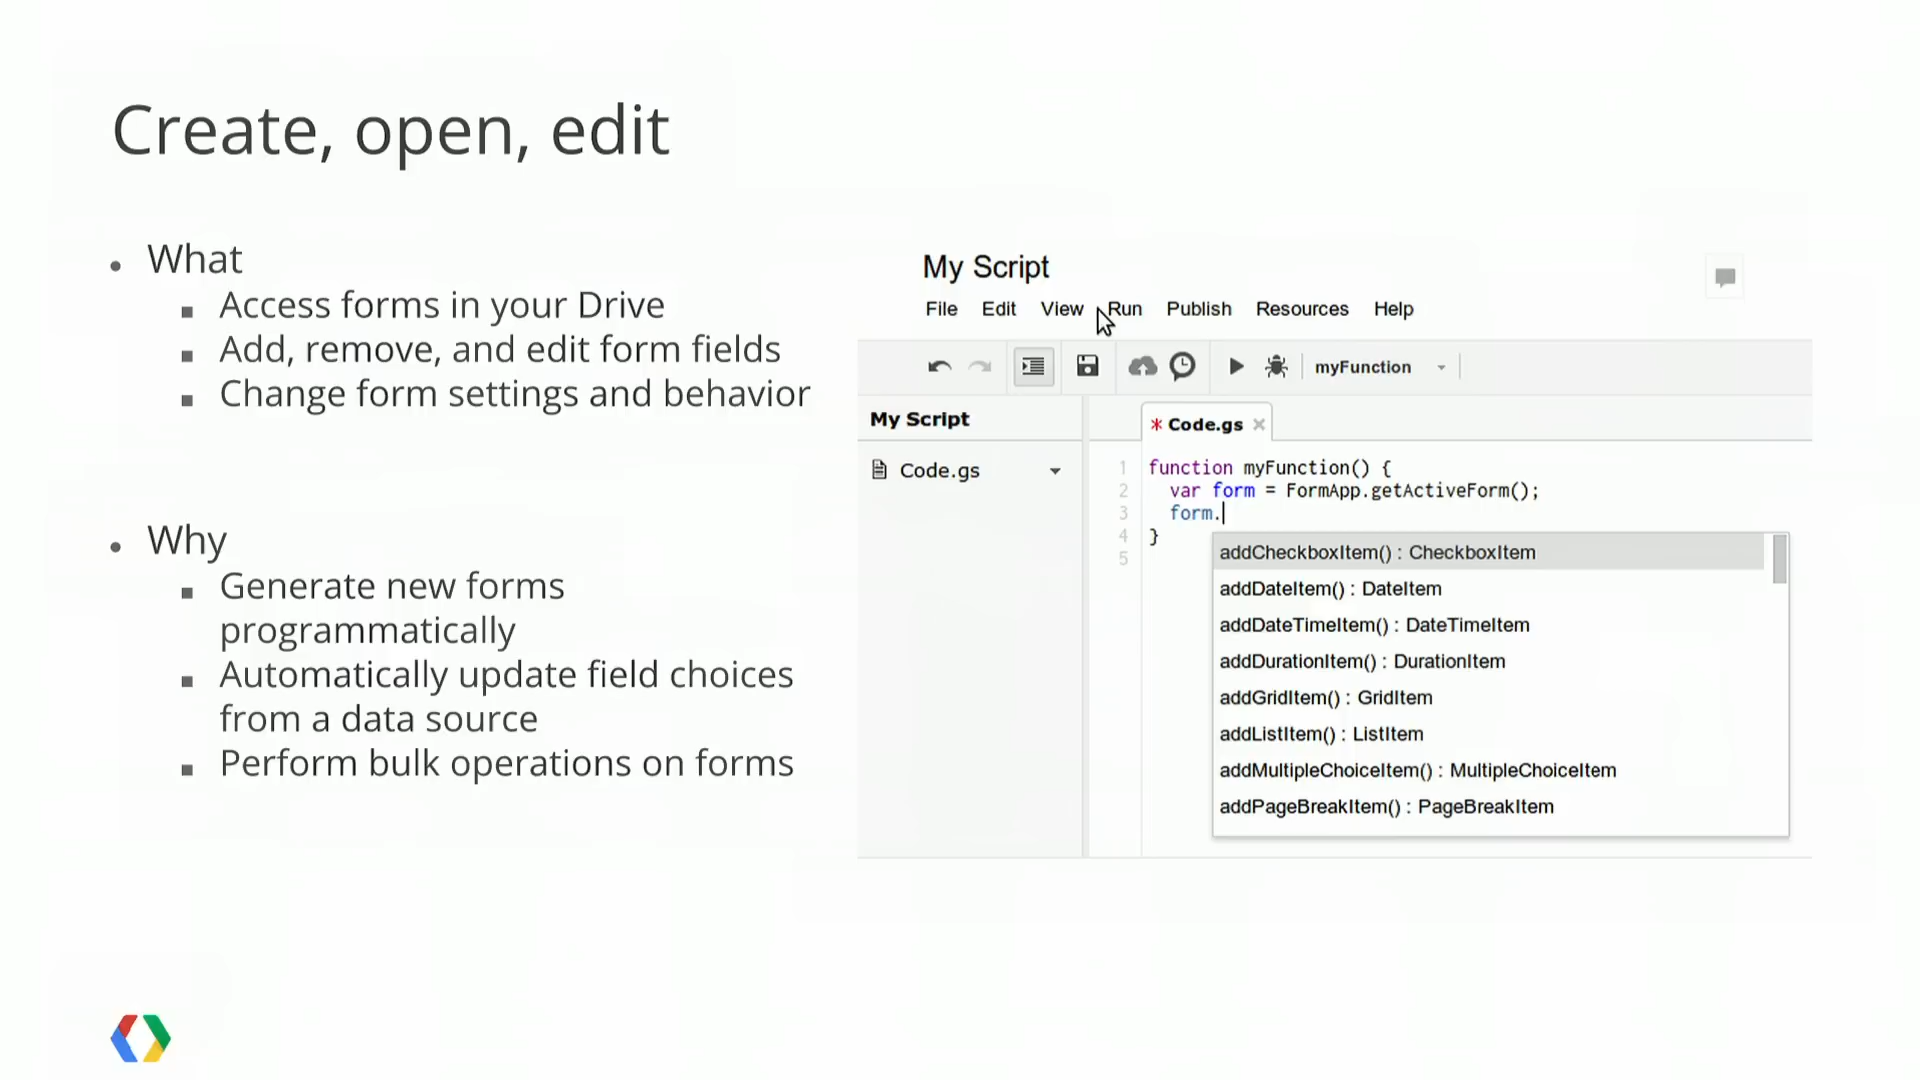 Create, open, edit
• What
▪ Access forms in your Drive
▪ Add, remove, and edit form fields
▪ Change form settings and behavior
• Why
▪ Generate new forms
programmatically
▪ Automatically update field choices
from a data source
▪ Perform bulk operations on forms
My Script
File Edit View Run Publish Resources Help
myFunction
My Script
Code.gs
* Code.gs ×
1 function myFunction() {
2 var form = FormApp.getActiveForm();
3 form.
4 }
5
addCheckboxItem() : CheckboxItem
addDateItem() : DateItem
addDateTimeItem() : DateTimeItem
addDurationItem() : DurationItem
addGridItem() : GridItem
addListItem() : ListItem
addMultipleChoiceItem() : MultipleChoiceItem
addPageBreakItem() : PageBreakItem